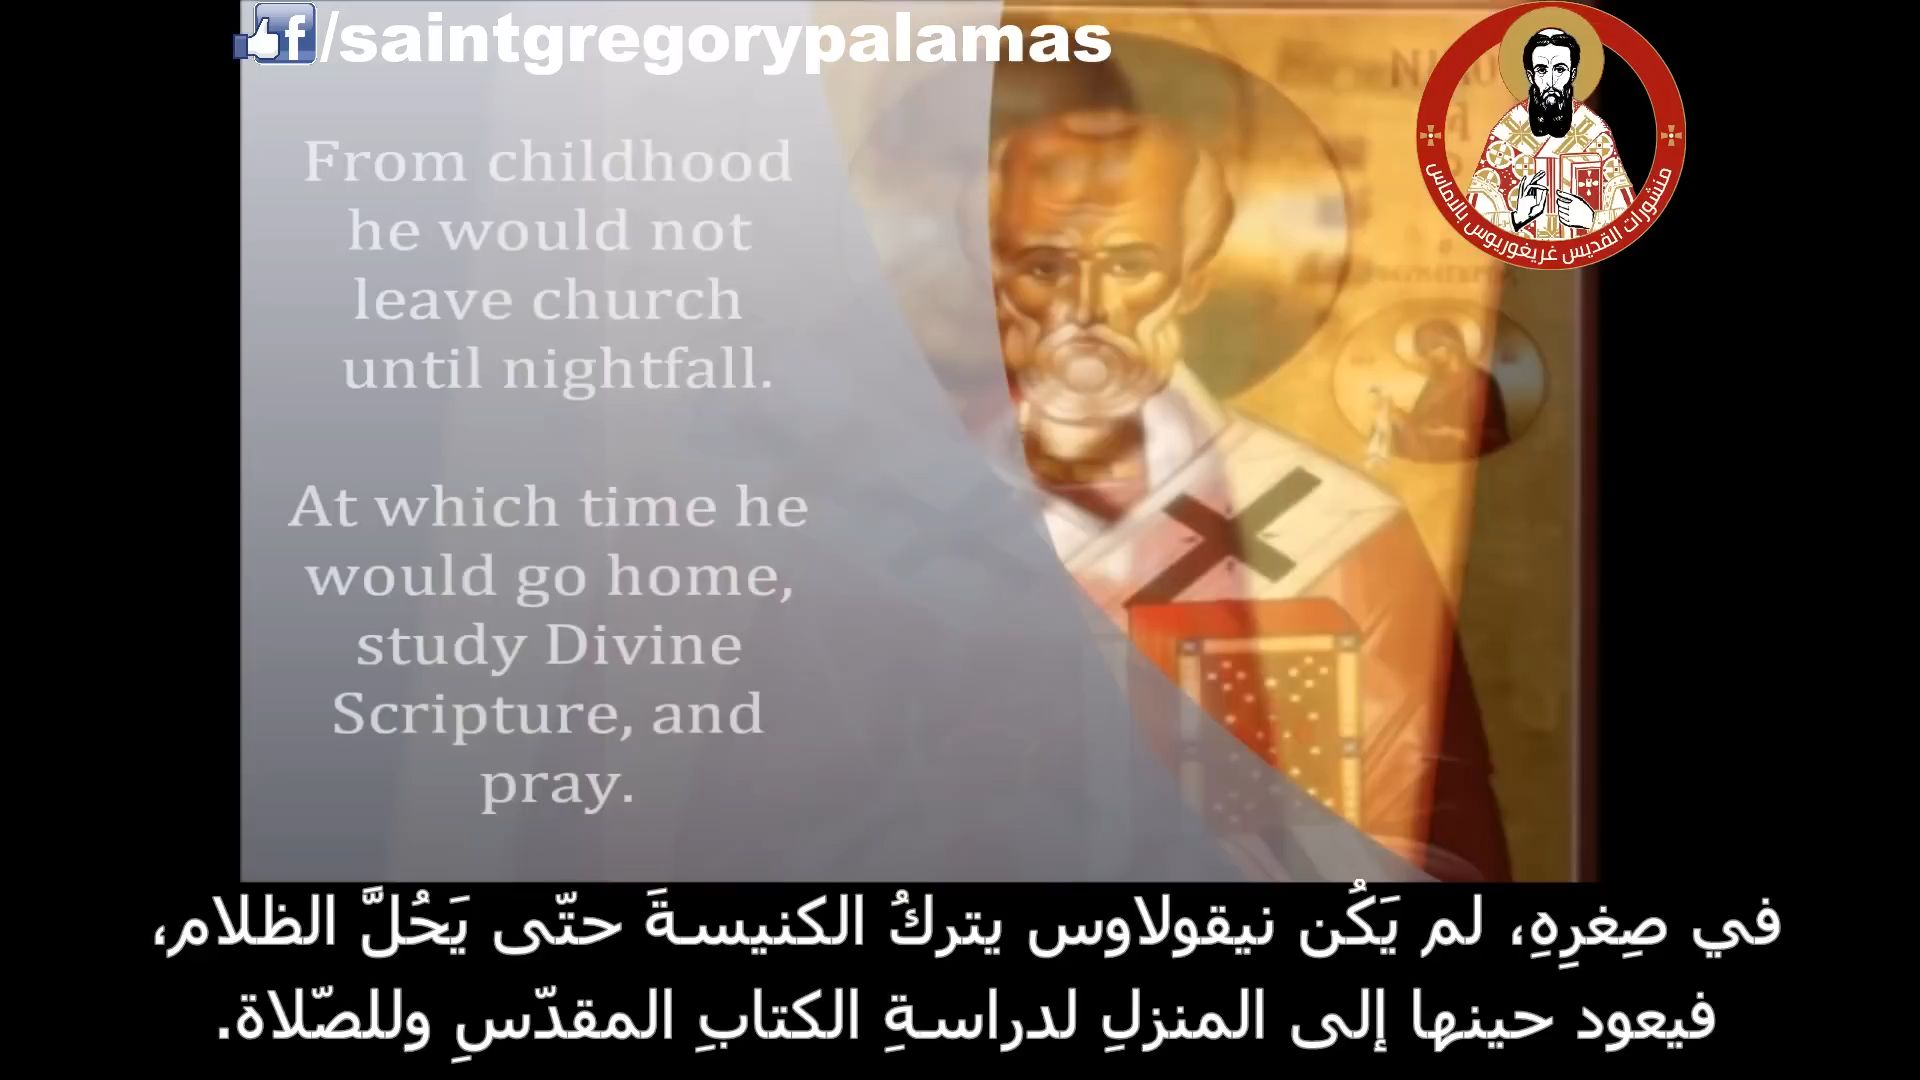 /saintgregorypalamas
From childhood
he would not
leave church
until nightfall.
At which time he
would go home,
study Divine
Scripture, and
pray.
منشورات القديس غريغوريوس بالاماس
في صِغرِهِ، لم يَكُن نيقولاوس يتركُ الكنيسةَ حتّى يَحُلَّ الظلام،
فيعود حينها إلى المنزلِ لدراسةِ الكتابِ المقدّسِ وللصّلاة.